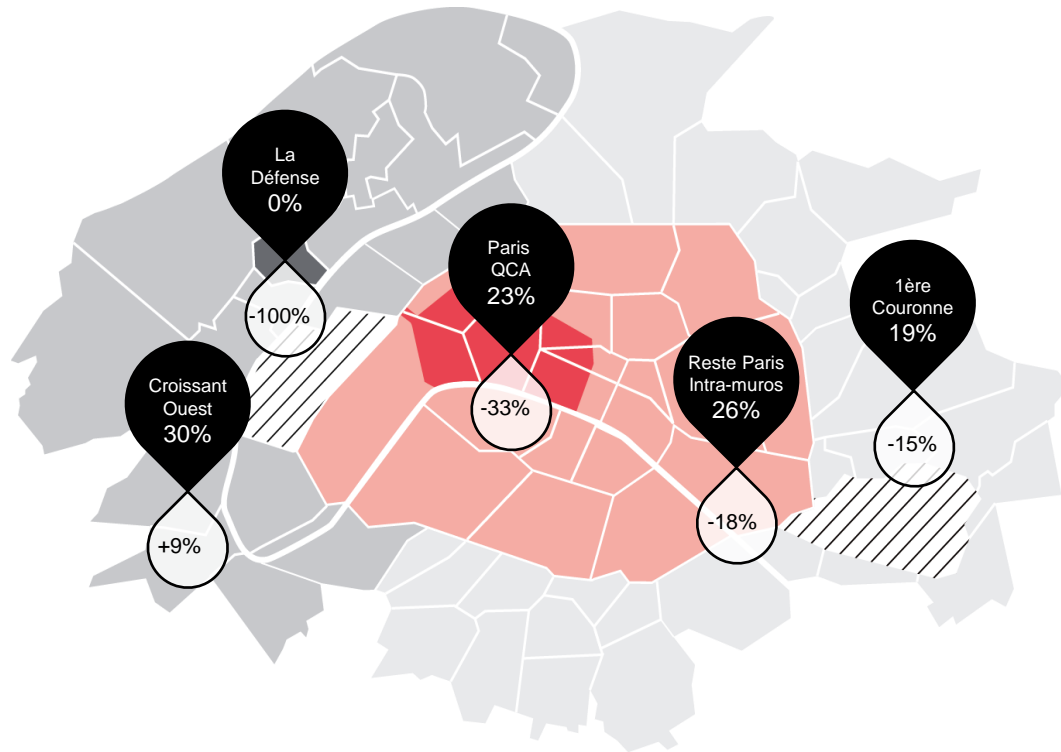 La
Défense
0%
-100%
Paris
QCA
23%
-33%
1ère
Couronne
19%
-15%
Croissant
Ouest
30%
+9%
Reste Paris
Intra-muros
26%
-18%